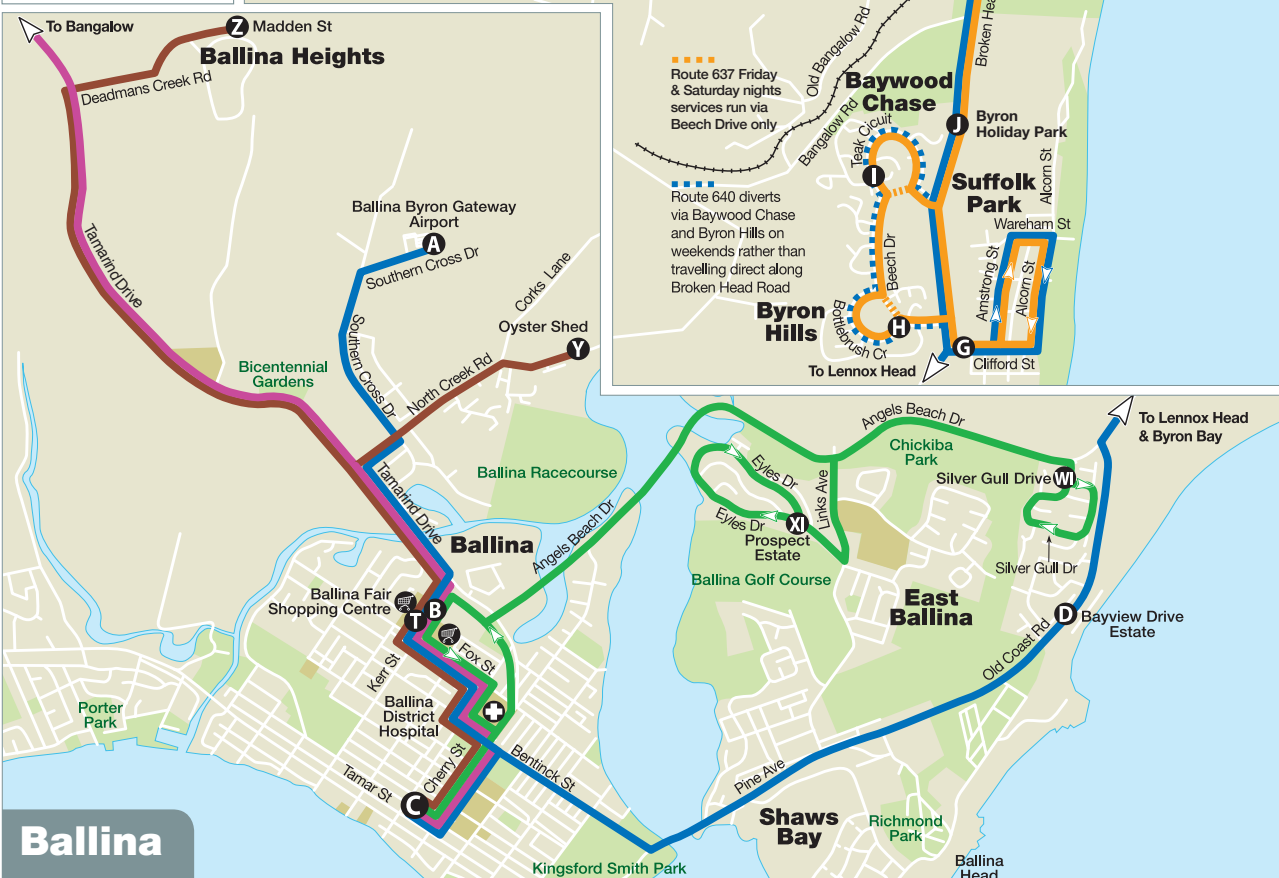 To Bangalow
Z
Madden St
Ballina Heights
Deadmans Creek Rd
Tamarind Drive
Ballina Byron Gateway
Airport
A
Southern Cross Dr
Southern Cross Dr
Corks Lane
Oyster Shed
Y
North Creek Rd
Bicentennial
Gardens
Tamarind Drive
Ballina Racecourse
Ballina
Angels Beach Dr
Ballina Fair
Shopping Centre
B
T
Fox St
Kerr St
Ballina
District
Hospital
Porter
Park
Cherry St
Tamar St
C
Bentinck St
Ballina
Kingsford Smith Park
Route 637 Friday
& Saturday nights
services run via
Beech Drive only
Route 640 diverts
via Baywood Chase
and Byron Hills on
weekends rather than
travelling direct along
Broken Head Road
Old Bangalow Rd
Bangalow Rd
Baywood
Chase
Teak Cicuit
I
Broken Hea
J
Byron
Holiday Park
Suffolk
Park
Alcorn St
Wareham St
Armstrong St
Alcorn St
Beech Dr
Byron
Hills
Bottlebrush Cr
H
G
Clifford St
To Lennox Head
Angels Beach Dr
To Lennox Head
& Byron Bay
Chickiba
Park
Silver Gull Drive
WI
Eyles Dr
Links Ave
Eyles Dr
XI
Prospect
Estate
Silver Gull Dr
Ballina Golf Course
East
Ballina
D
Bayview Drive
Estate
Old Coast Rd
Pine Ave
Shaws
Bay
Richmond
Park
Ballina
Head